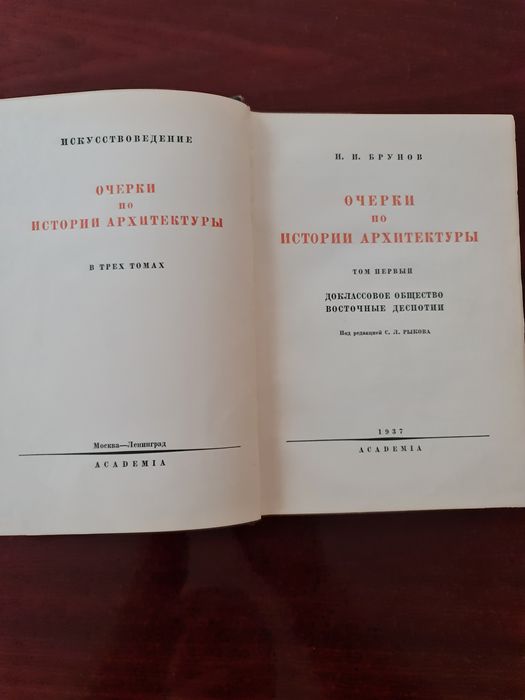 ИСКУССТВОВЕДЕНИЕ
ОЧЕРКИ
ПО
ИСТОРИИ АРХИТЕКТУРЫ
В ТРЕХ ТОМАХ
Москва—Ленинград
ACADEMIA
Н. И. БРУНОВ
ОЧЕРКИ
ПО
ИСТОРИИ АРХИТЕКТУРЫ
ТОМ ПЕРВЫЙ
ДОКЛАССОВОЕ ОБЩЕСТВО
ВОСТОЧНЫЕ ДЕСПОТИИ
Под редакцией С. Л. РЫКОВА
1937
ACADEMIA